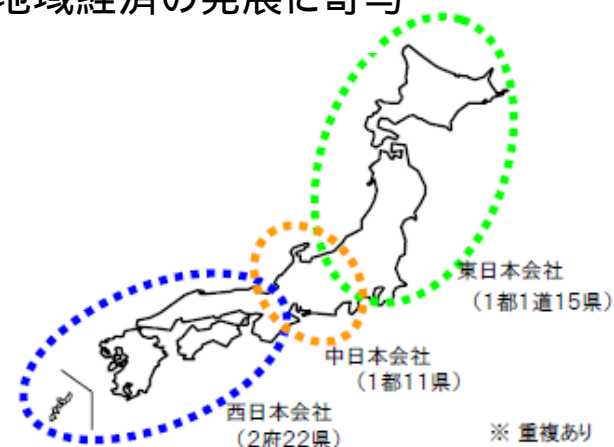 地域経済の発展に寄与
東日本会社
（1都1道15県）
中日本会社
（1都11県）
西日本会社
（2府22県）
※ 重複あり